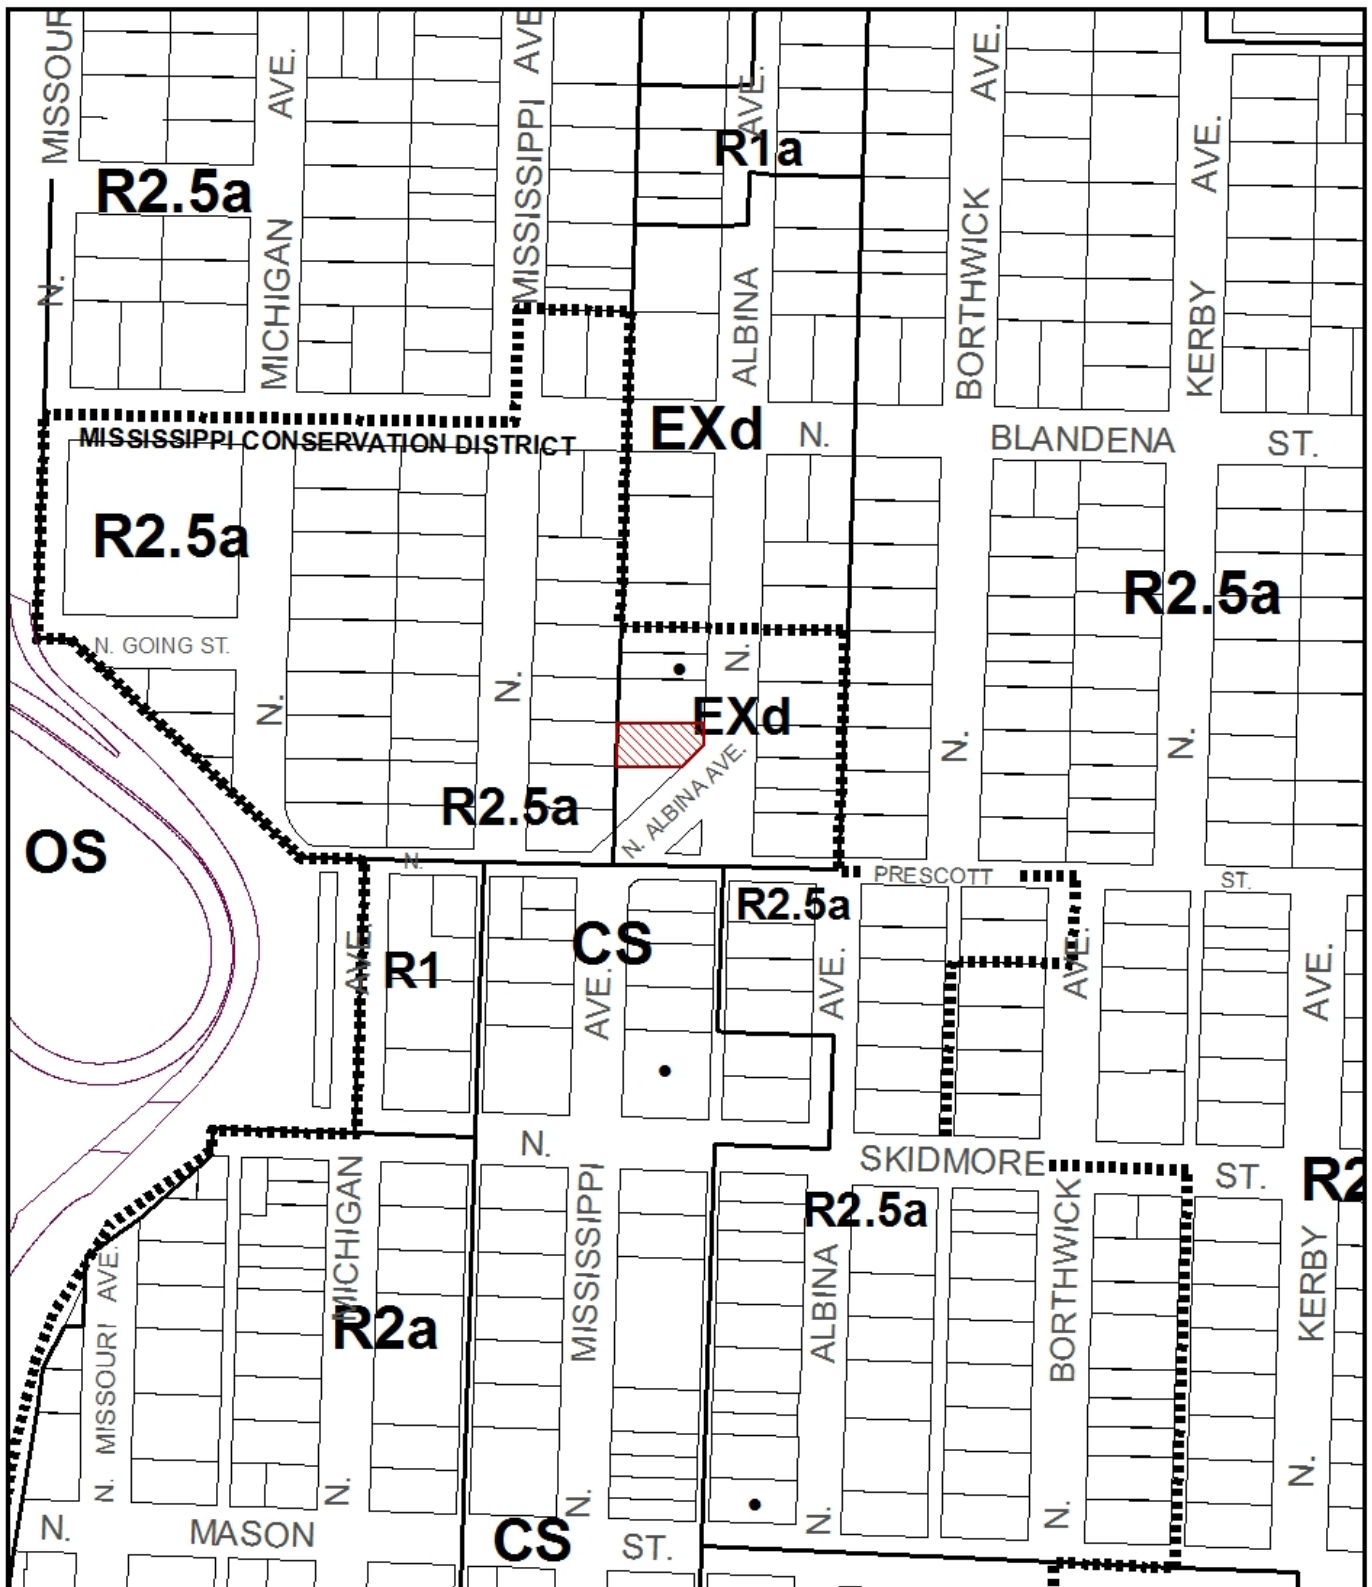 MISSOUR
AVE.
MISSISSIPPI AVE
AVE.
AVE.
R1a
AVE.
R2.5a
N.
MICHIGAN
ALBINA
BORTHWICK
KERBY
MISSISSIPPI CONSERVATION DISTRICT
EXd
N. BLANDENA ST.
R2.5a
R2.5a
N. GOING ST.
N.
N.
N.
EXd
N.
N.
R2.5a
N. ALBINA AVE.
OS
N. PRESCOTT ST.
R2.5a
CS
AVE.
R1
AVE.
AVE.
AVE.
AVE.
N. SKIDMORE ST.
R2
R2.5a
MICHIGAN
MISSISSIPPI
ALBINA
BORTHWICK
KERBY
N. MISSOURI AVE.
R2a
N.
N.
N.
N.
N.
N. MASON ST.
CS